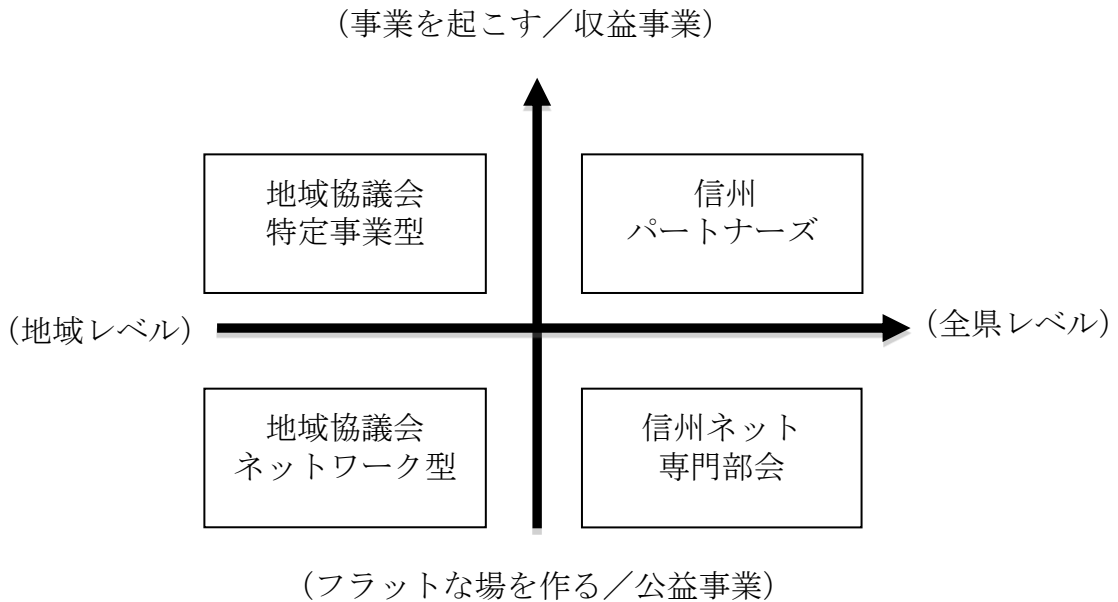 （事業を起こす／収益事業）
地域協議会
特定事業型
信州
パートナーズ
（地域レベル）
（全県レベル）
地域協議会
ネットワーク型
信州ネット
専門部会
（フラットな場を作る／公益事業）